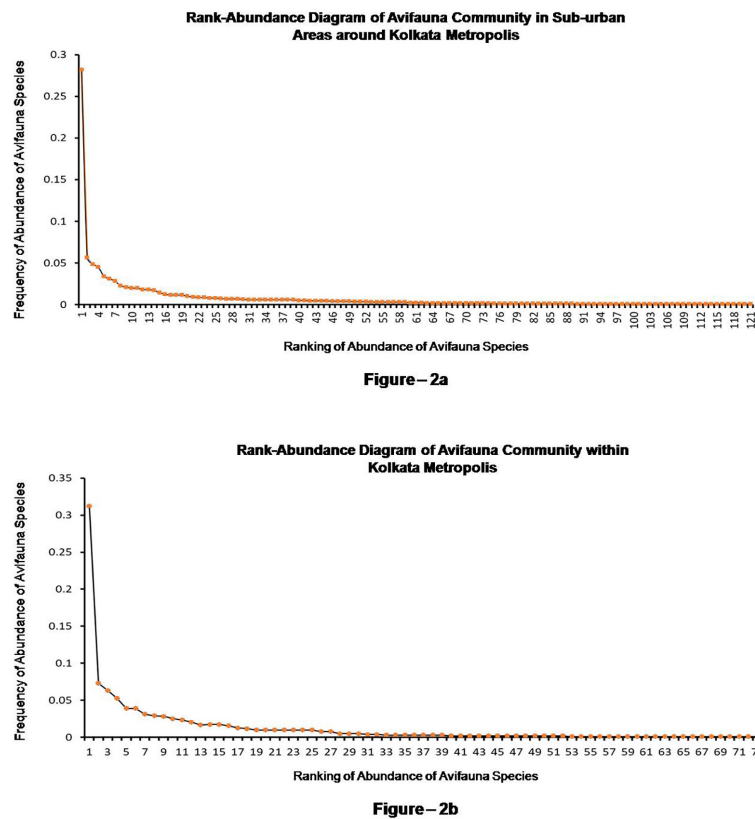 Rank-Abundance Diagram of Avifauna Community in Sub-urban
Areas around Kolkata Metropolis
Frequency of Abundance of Avifauna Species
0.3
0.25
0.2
0.15
0.1
0.05
0
1 4 7 10 13 16 19 22 25 28 31 34 37 40 43 46 49 52 55 58 61 64 67 70 73 76 79 82 85 88 91 94 97 100 103 106 109 112 115 118 121
Ranking of Abundance of Avifauna Species
Figure – 2a
Rank-Abundance Diagram of Avifauna Community within
Kolkata Metropolis
Frequency of Abundance of Avifauna Species
0.35
0.3
0.25
0.2
0.15
0.1
0.05
0
1 3 5 7 9 11 13 15 17 19 21 23 25 27 29 31 33 35 37 39 41 43 45 47 49 51 53 55 57 59 61 63 65 67 69 71 7
Ranking of Abundance of Avifauna Species
Figure – 2b